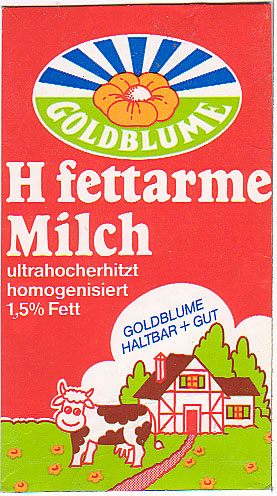 GOLDBLUME
H fettarme
Milch
ultrahocherhitzt
homogenisiert
1,5% Fett
GOLDBLUME
HALTBAR + GUT